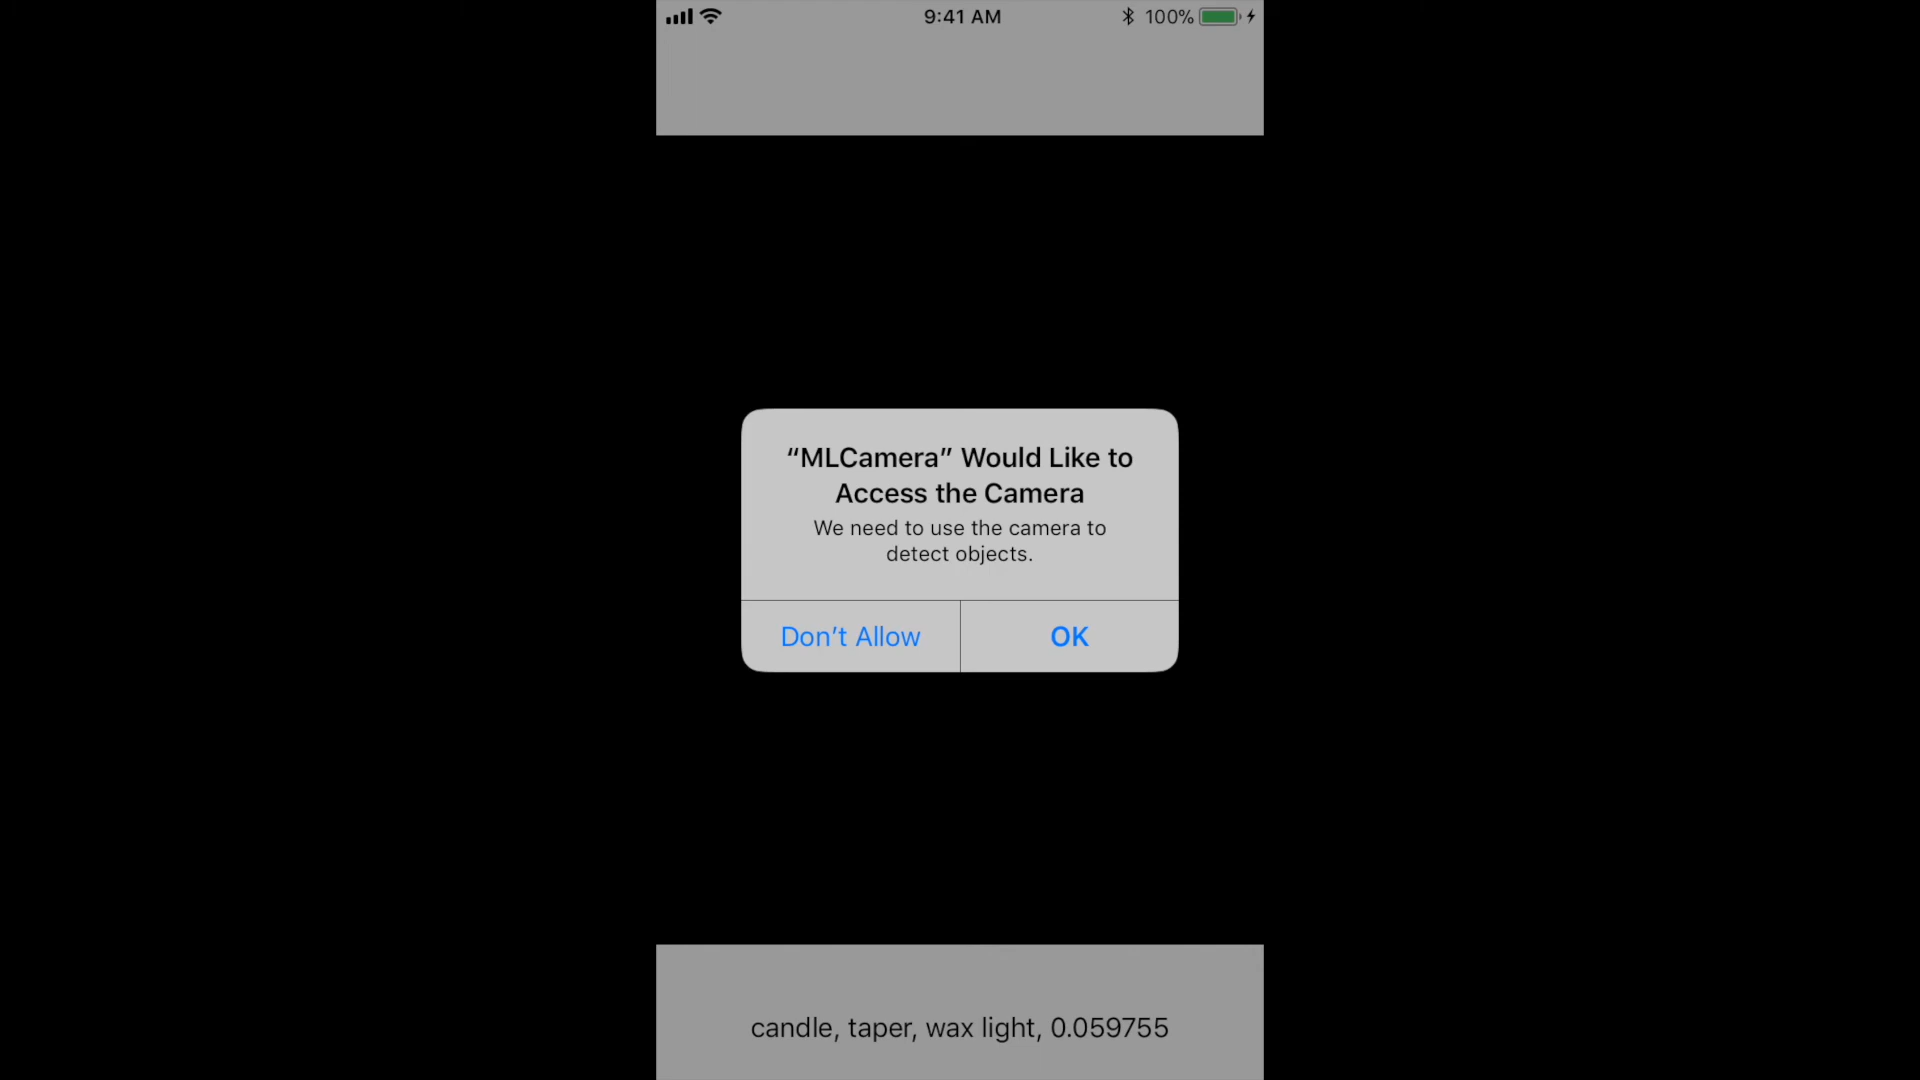 9:41 AM
100%
“MLCamera” Would Like to
Access the Camera
We need to use the camera to
detect objects.
Don’t Allow
OK
candle, taper, wax light, 0.059755